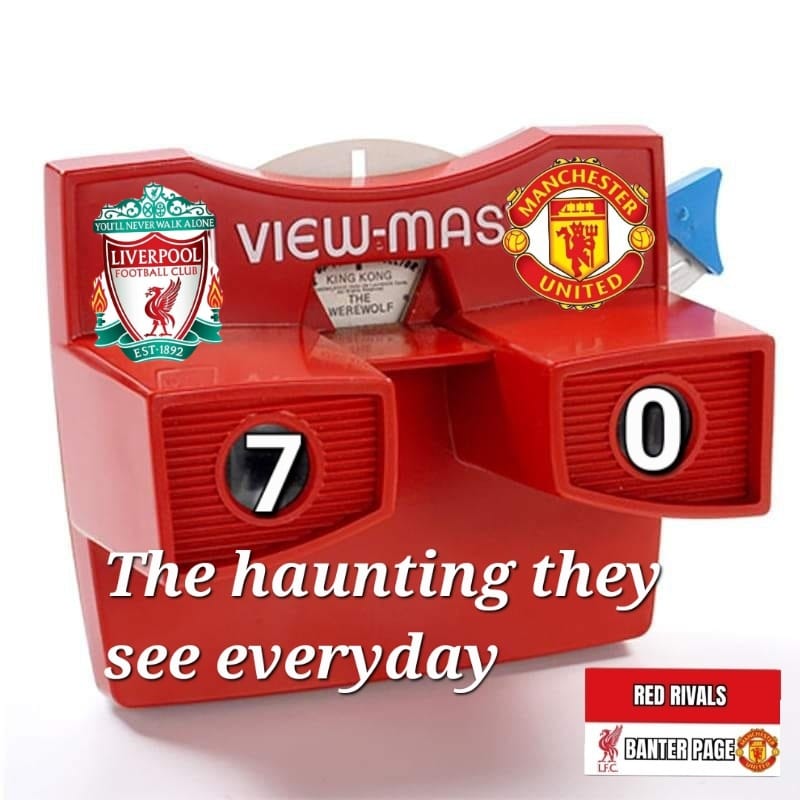 YOU'LL NEVER WALK ALONE
LIVERPOOL
FOOTBALL CLUB
EST·1892
VIEW-MAS
MANCHESTER
UNITED
KING KONG
THE
WEREWOLF
7
0
The haunting they
see everyday
RED RIVALS
L.F.C.
BANTER PAGE